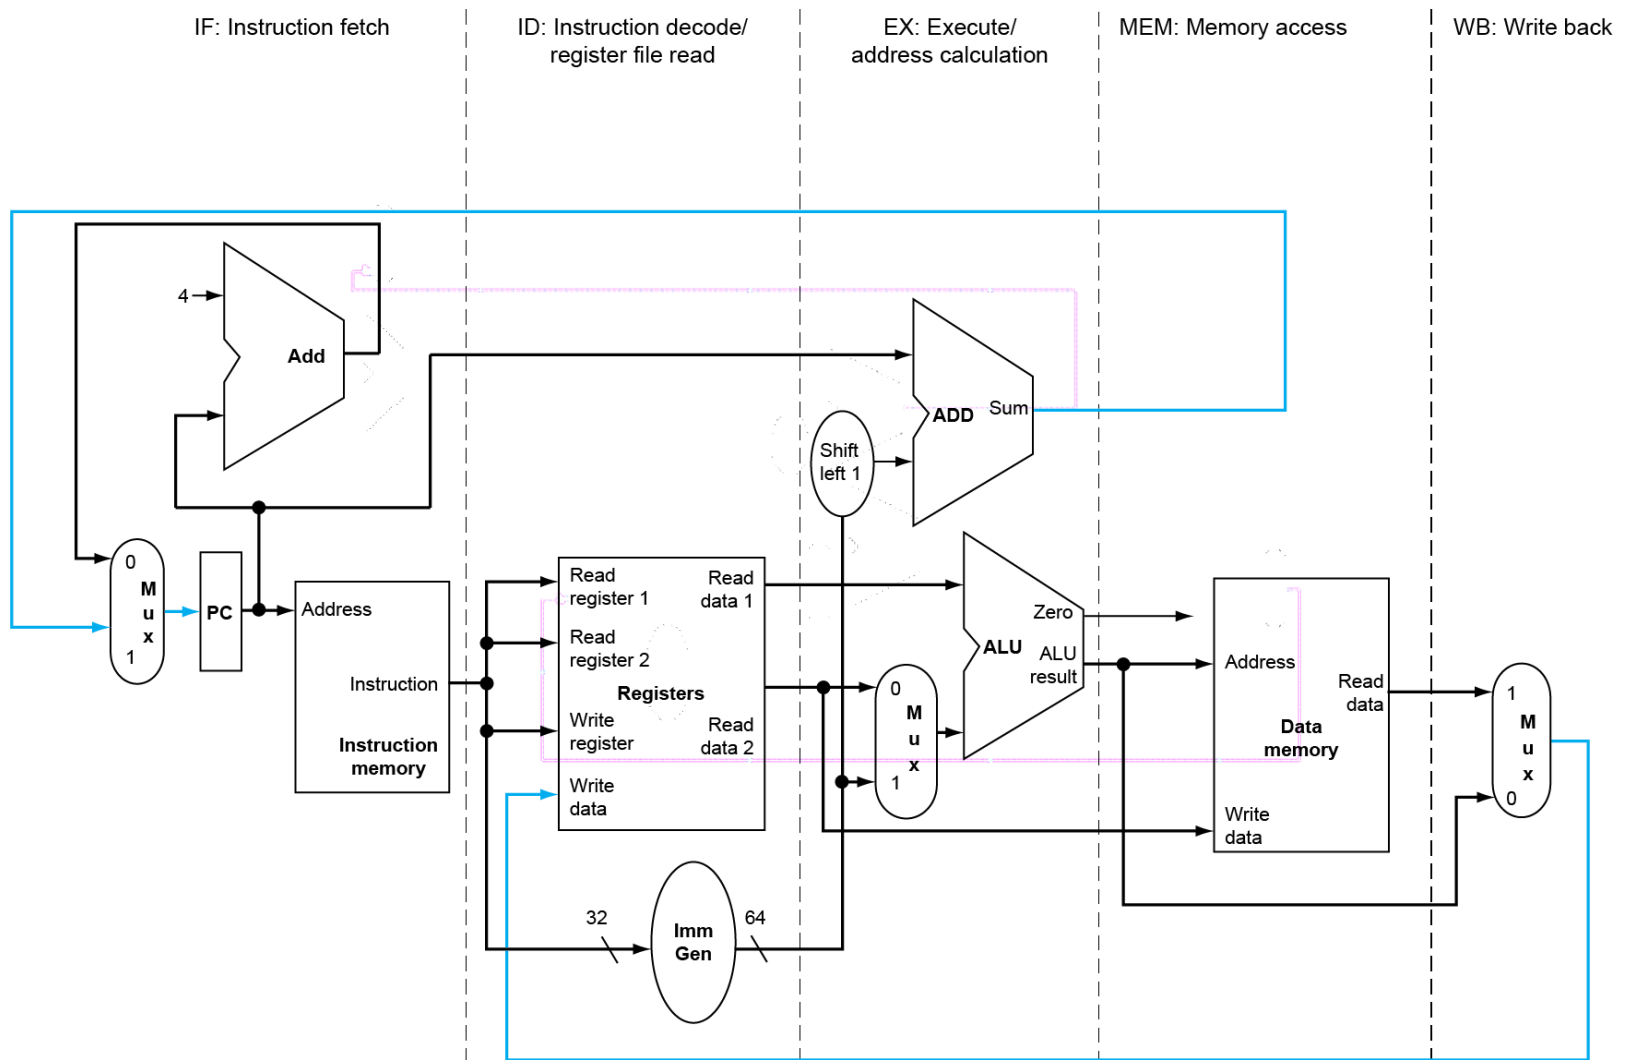 IF: Instruction fetch
ID: Instruction decode/
register file read
EX: Execute/
address calculation
MEM: Memory access
WB: Write back
4
Add
ADD
Sum
Shift
left 1
0
M
u
x
1
PC
Address
Instruction
Instruction
memory
Read
register 1
Read
register 2
Write
register
Write
data
Registers
Read
data 1
Read
data 2
0
M
u
x
1
Zero
ALU
ALU
result
Address
Write
data
Data
memory
Read
data
1
M
u
x
0
32
Imm
Gen
64